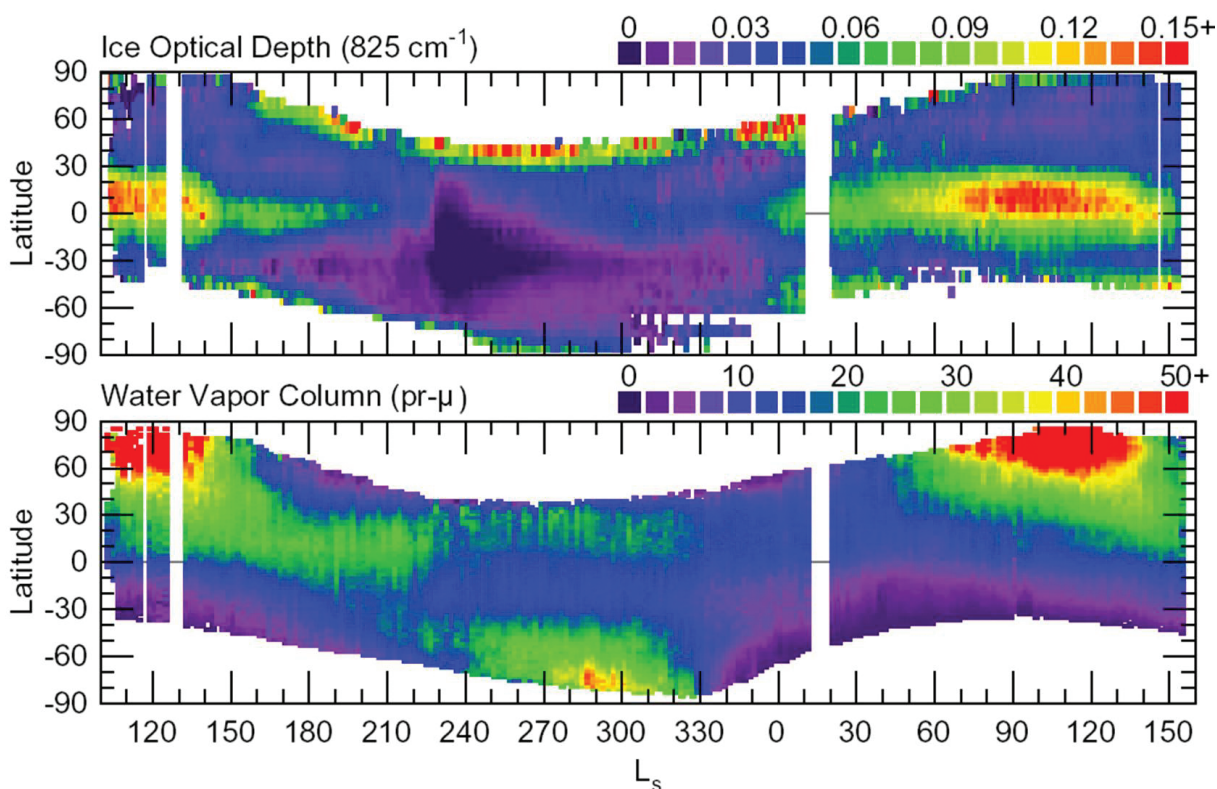 0 0.03 0.06 0.09 0.12 0.15+
Ice Optical Depth (825 cm⁻¹)
90
60
30
0
-30
-60
-90
Latitude
0 10 20 30 40 50+
Water Vapor Column (pr-μ)
90
60
30
0
-30
-60
-90
Latitude
120 150 180 210 240 270 300 330 0 30 60 90 120 150
Lₛ